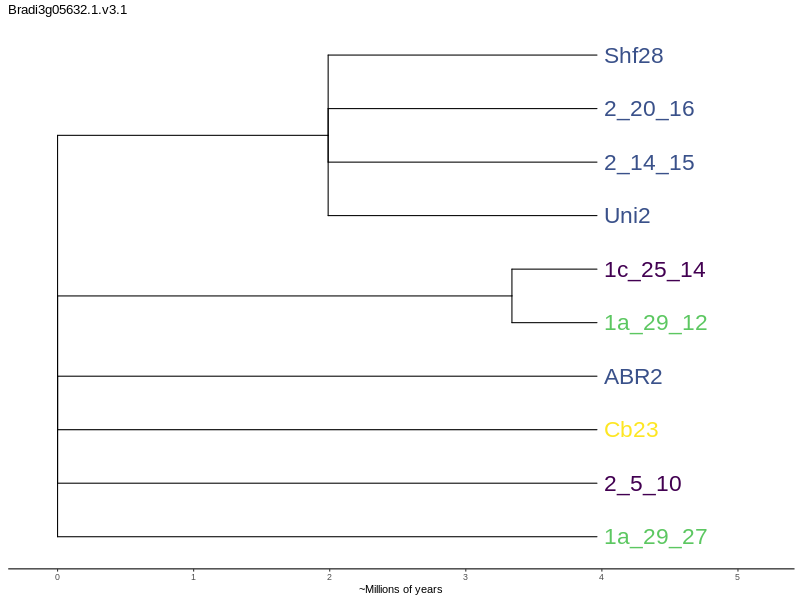 Bradi3g05632.1.v3.1
Shf28
2_20_16
2_14_15
Uni2
1c_25_14
1a_29_12
ABR2
Cb23
2_5_10
1a_29_27
0 1 2 3 4 5
~Millions of years